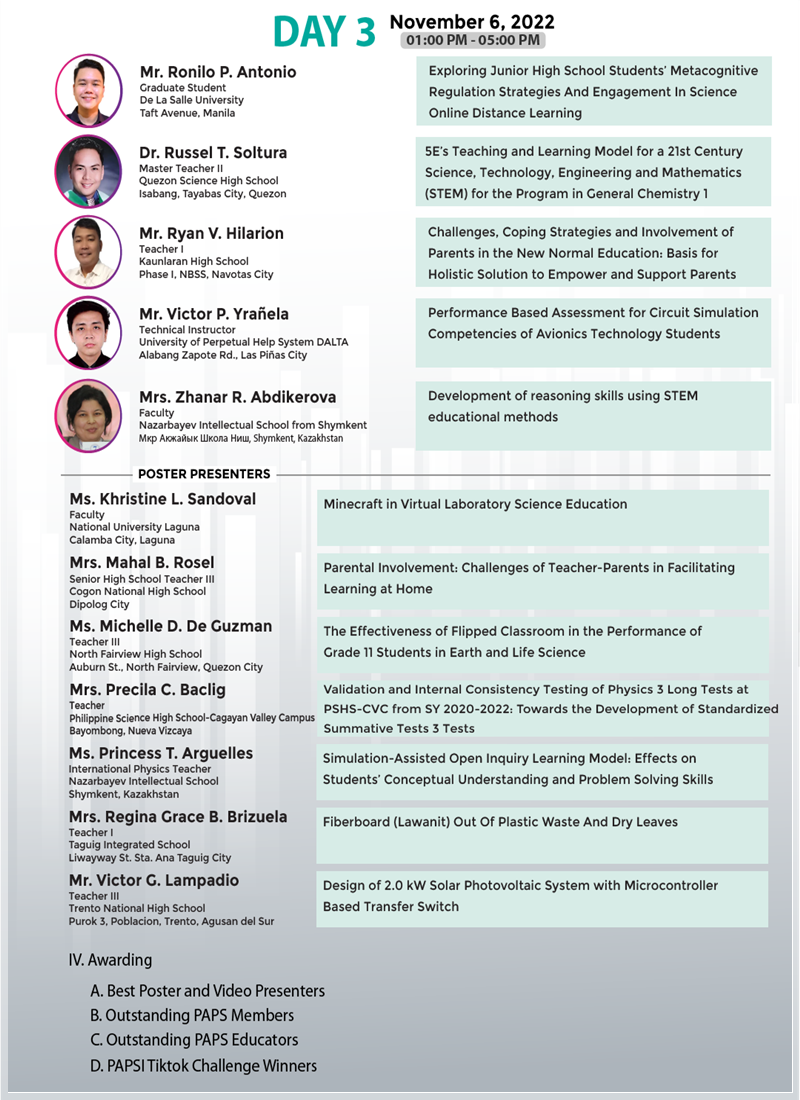 DAY 3
November 6, 2022
01:00 PM - 05:00 PM
Mr. Ronilo P. Antonio
Graduate Student
De La Salle University
Taft Avenue, Manila
Exploring Junior High School Students’ Metacognitive
Regulation Strategies And Engagement In Science
Online Distance Learning
Dr. Russel T. Soltura
Master Teacher II
Quezon Science High School
Isabang, Tayabas City, Quezon
5E’s Teaching and Learning Model for a 21st Century
Science, Technology, Engineering and Mathematics
(STEM) for the Program in General Chemistry 1
Mr. Ryan V. Hilarion
Teacher I
Kaunlaran High School
Phase I, NBSS, Navotas City
Challenges, Coping Strategies and Involvement of
Parents in the New Normal Education: Basis for
Holistic Solution to Empower and Support Parents
Mr. Victor P. Yrañela
Technical Instructor
University of Perpetual Help System DALTA
Alabang Zapote Rd., Las Piñas City
Performance Based Assessment for Circuit Simulation
Competencies of Avionics Technology Students
Mrs. Zhanar R. Abdikerova
Faculty
Nazarbayev Intellectual School from Shymkent
Мкр Акжайык Школа Ниш, Shymkent, Kazakhstan
Development of reasoning skills using STEM
educational methods
POSTER PRESENTERS
Ms. Khristine L. Sandoval
Faculty
National University Laguna
Calamba City, Laguna
Minecraft in Virtual Laboratory Science Education
Mrs. Mahal B. Rosel
Senior High School Teacher III
Cogon National High School
Dipolog City
Parental Involvement: Challenges of Teacher-Parents in Facilitating
Learning at Home
Ms. Michelle D. De Guzman
Teacher III
North Fairview High School
Auburn St., North Fairview, Quezon City
The Effectiveness of Flipped Classroom in the Performance of
Grade 11 Students in Earth and Life Science
Mrs. Precila C. Baclig
Teacher
Philippine Science High School-Cagayan Valley Campus
Bayombong, Nueva Vizcaya
Validation and Internal Consistency Testing of Physics 3 Long Tests at
PSHS-CVC from SY 2020-2022: Towards the Development of Standardized
Summative Tests 3 Tests
Ms. Princess T. Arguelles
International Physics Teacher
Nazarbayev Intellectual School
Shymkent, Kazakhstan
Simulation-Assisted Open Inquiry Learning Model: Effects on
Students’ Conceptual Understanding and Problem Solving Skills
Mrs. Regina Grace B. Brizuela
Teacher I
Taguig Integrated School
Liwayway St. Sta. Ana Taguig City
Fiberboard (Lawanit) Out Of Plastic Waste And Dry Leaves
Mr. Victor G. Lampadio
Teacher III
Trento National High School
Purok 3, Poblacion, Trento, Agusan del Sur
Design of 2.0 kW Solar Photovoltaic System with Microcontroller
Based Transfer Switch
IV. Awarding
A. Best Poster and Video Presenters
B. Outstanding PAPS Members
C. Outstanding PAPS Educators
D. PAPSI Tiktok Challenge Winners